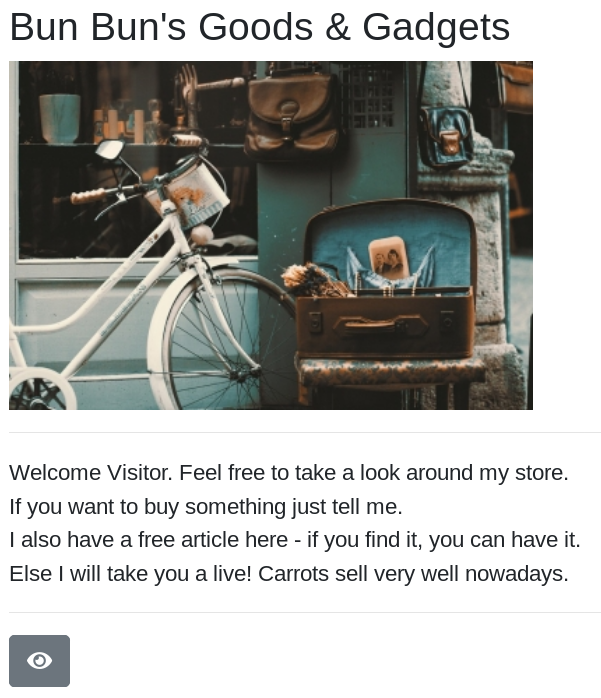 Bun Bun's Goods & Gadgets
Welcome Visitor. Feel free to take a look around my store.
If you want to buy something just tell me.
I also have a free article here - if you find it, you can have it.
Else I will take you a live! Carrots sell very well nowadays.